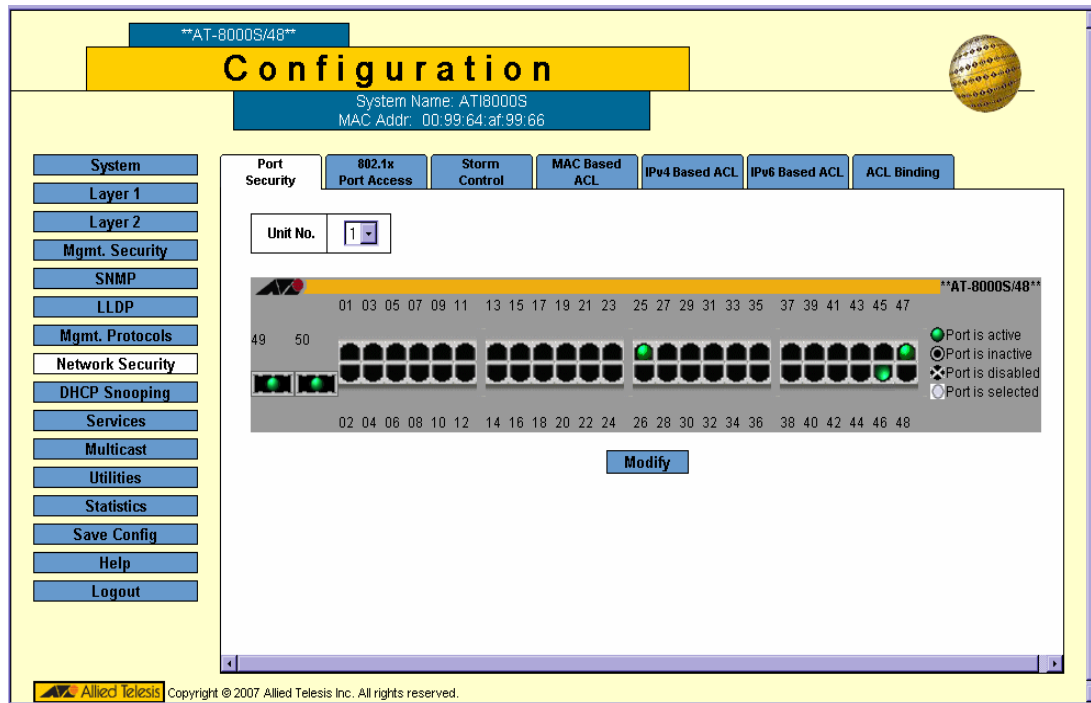 **AT-8000S/48**
Configuration
System Name: ATI8000S
MAC Addr: 00:99:64:af:99:66
System
Layer 1
Layer 2
Mgmt. Security
SNMP
LLDP
Mgmt. Protocols
Network Security
DHCP Snooping
Services
Multicast
Utilities
Statistics
Save Config
Help
Logout
Port Security
802.1x Port Access
Storm Control
MAC Based ACL
IPv4 Based ACL
IPv6 Based ACL
ACL Binding
Unit No. 1
**AT-8000S/48**
01 03 05 07 09 11 13 15 17 19 21 23 25 27 29 31 33 35 37 39 41 43 45 47
49 50
Port is active
Port is inactive
Port is disabled
Port is selected
02 04 06 08 10 12 14 16 18 20 22 24 26 28 30 32 34 36 38 40 42 44 46 48
Modify
Allied Telesis Copyright © 2007 Allied Telesis Inc. All rights reserved.